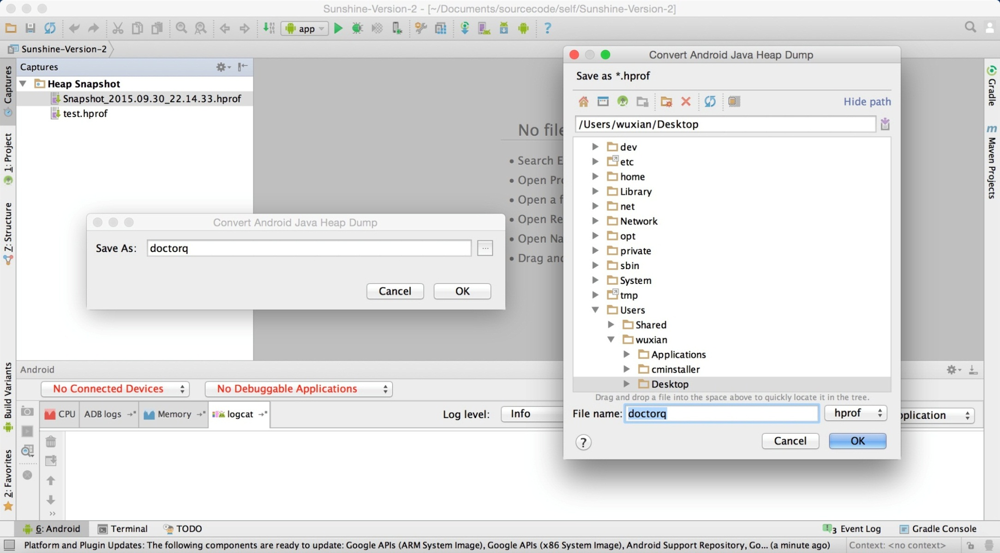 Sunshine-Version-2 - [~/Documents/sourcecode/self/Sunshine-Version-2]
app
?
Sunshine-Version-2
Captures
Captures
Heap Snapshot
Snapshot_2015.09.30_22.14.33.hprof
test.hprof
1: Project
7: Structure
Build Variants
2: Favorites
No file
• Search E
• Open Pro
• Open a f
• Open Re
• Open Na
• Drag and
Convert Android Java Heap Dump
Save As: doctorq ...
Cancel OK
Convert Android Java Heap Dump
Save as *.hprof
Hide path
/Users/wuxian/Desktop
dev
etc
home
Library
net
Network
opt
private
sbin
System
tmp
Users
Shared
wuxian
Applications
cminstaller
Desktop
Drag and drop a file into the space above to quickly locate it in the tree.
File name: doctorq hprof
? Cancel OK
Gradle
m
Maven Projects
Android
No Connected Devices No Debuggable Applications
CPU ADB logs Memory logcat Log level: Info plication
6: Android Terminal TODO 3 Event Log Gradle Console
Platform and Plugin Updates: The following components are ready to update: Google APIs (ARM System Image), Google APIs (x86 System Image), Android Support Repository, Go... (a minute ago) Context: <no context>